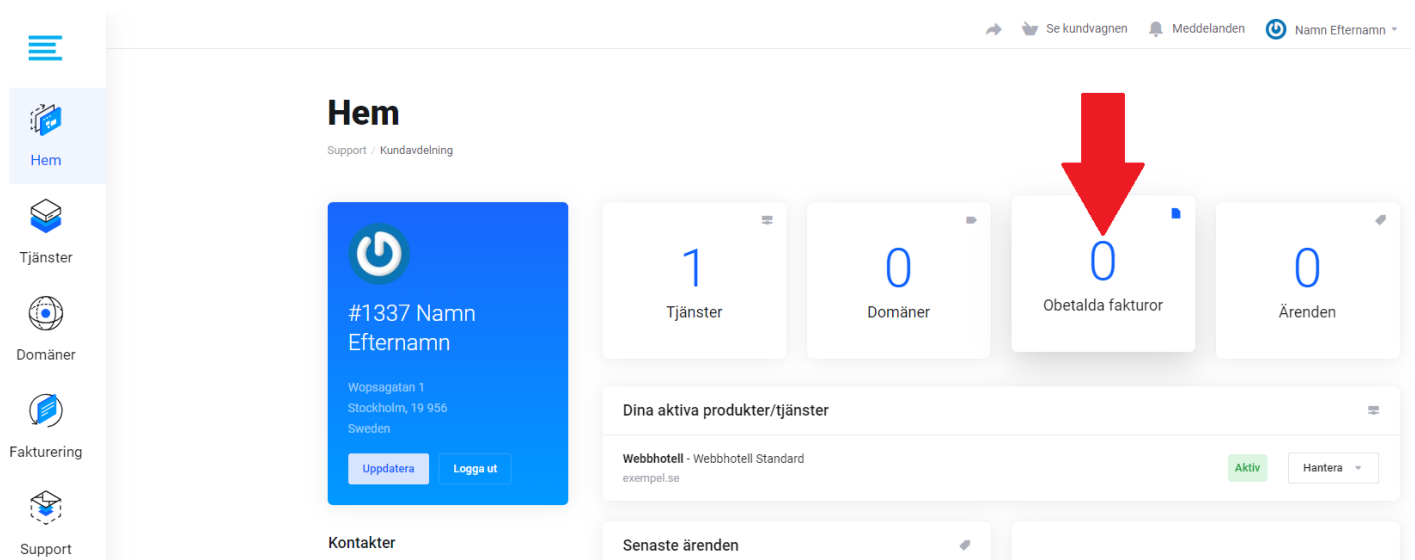 Se kundvagnen
Meddelanden
Namn Efternamn
Hem
Tjänster
Domäner
Fakturering
Support
Hem
Support / Kundavdelning
#1337 Namn
Efternamn
Wopsagatan 1
Stockholm, 19 956
Sweden
Uppdatera
Logga ut
Kontakter
1
Tjänster
0
Domäner
0
Obetalda fakturor
0
Ärenden
Dina aktiva produkter/tjänster
Webbhotell - Webbhotell Standard
exempel.se
Aktiv
Hantera
Senaste ärenden